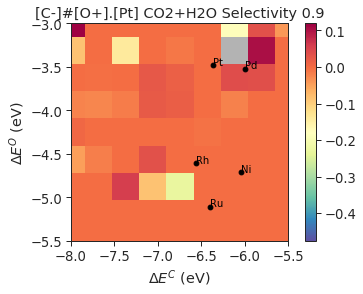 [C-]#[O+].[Pt] CO2+H2O Selectivity 0.9
−3.0
−3.5
−4.0
−4.5
−5.0
−5.5
ΔE^O (eV)
Pt
Pd
Rh
Ni
Ru
−8.0 −7.5 −7.0 −6.5 −6.0 −5.5
ΔE^C (eV)
0.1
0.0
−0.1
−0.2
−0.3
−0.4